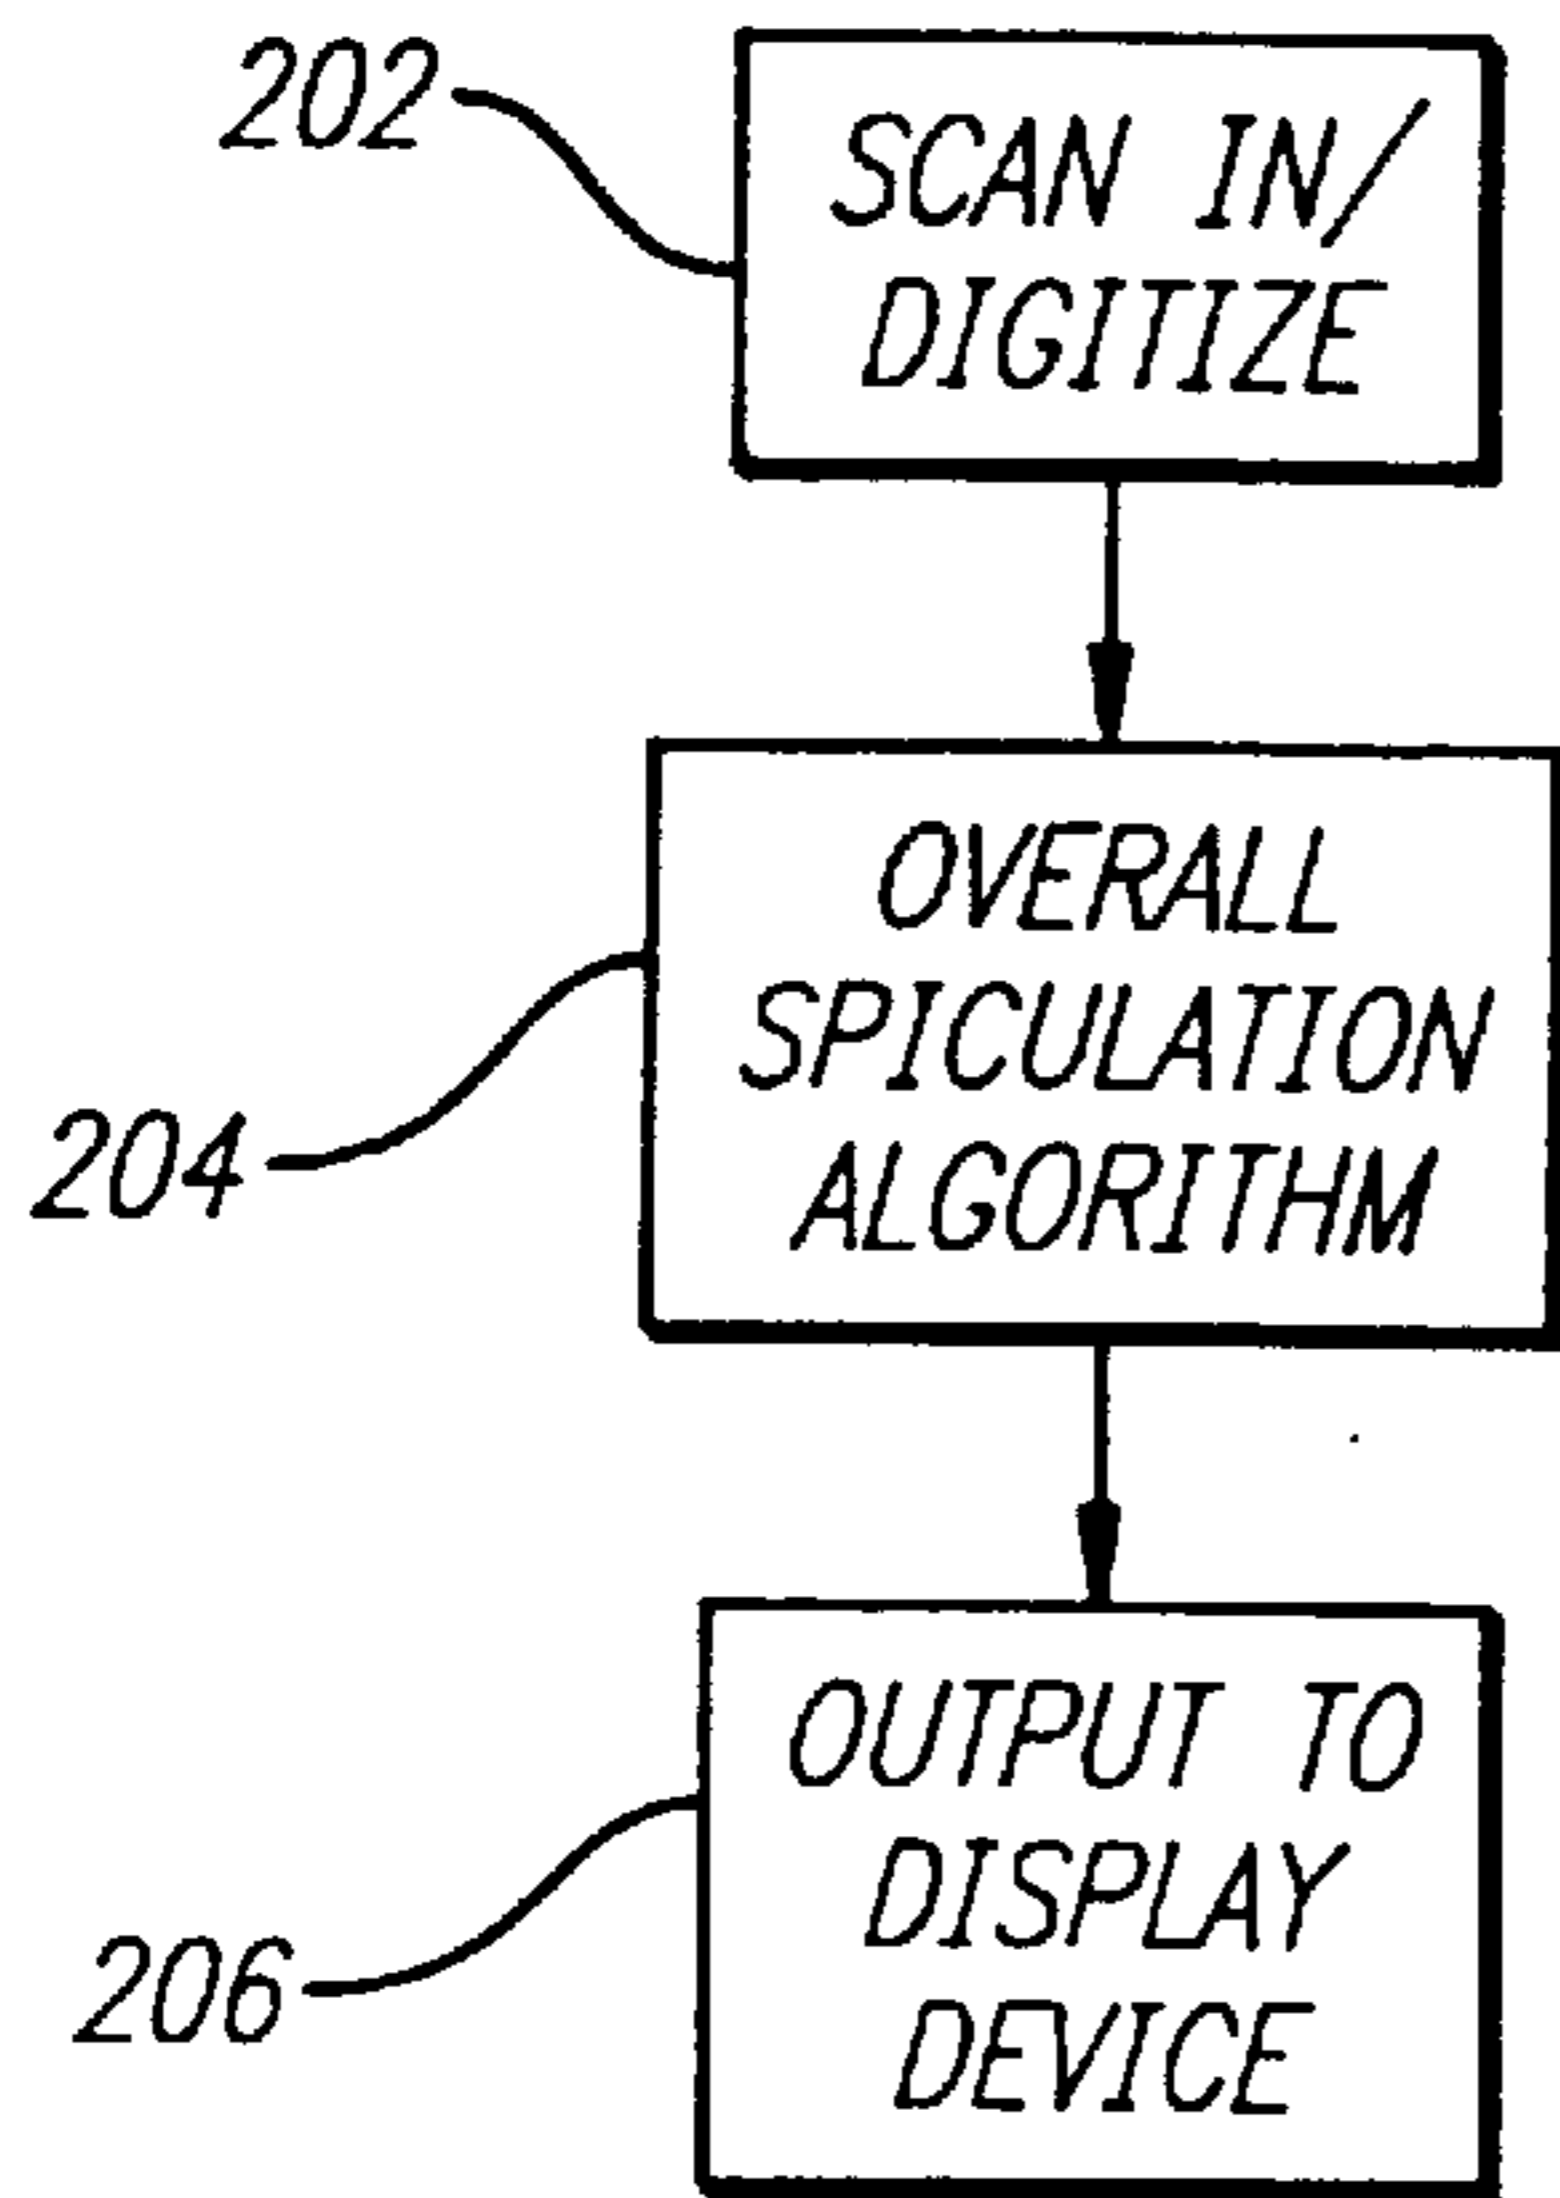 202
SCAN IN/
DIGITIZE
OVERALL
SPICULATION
ALGORITHM
204
OUTPUT TO
DISPLAY
DEVICE
206